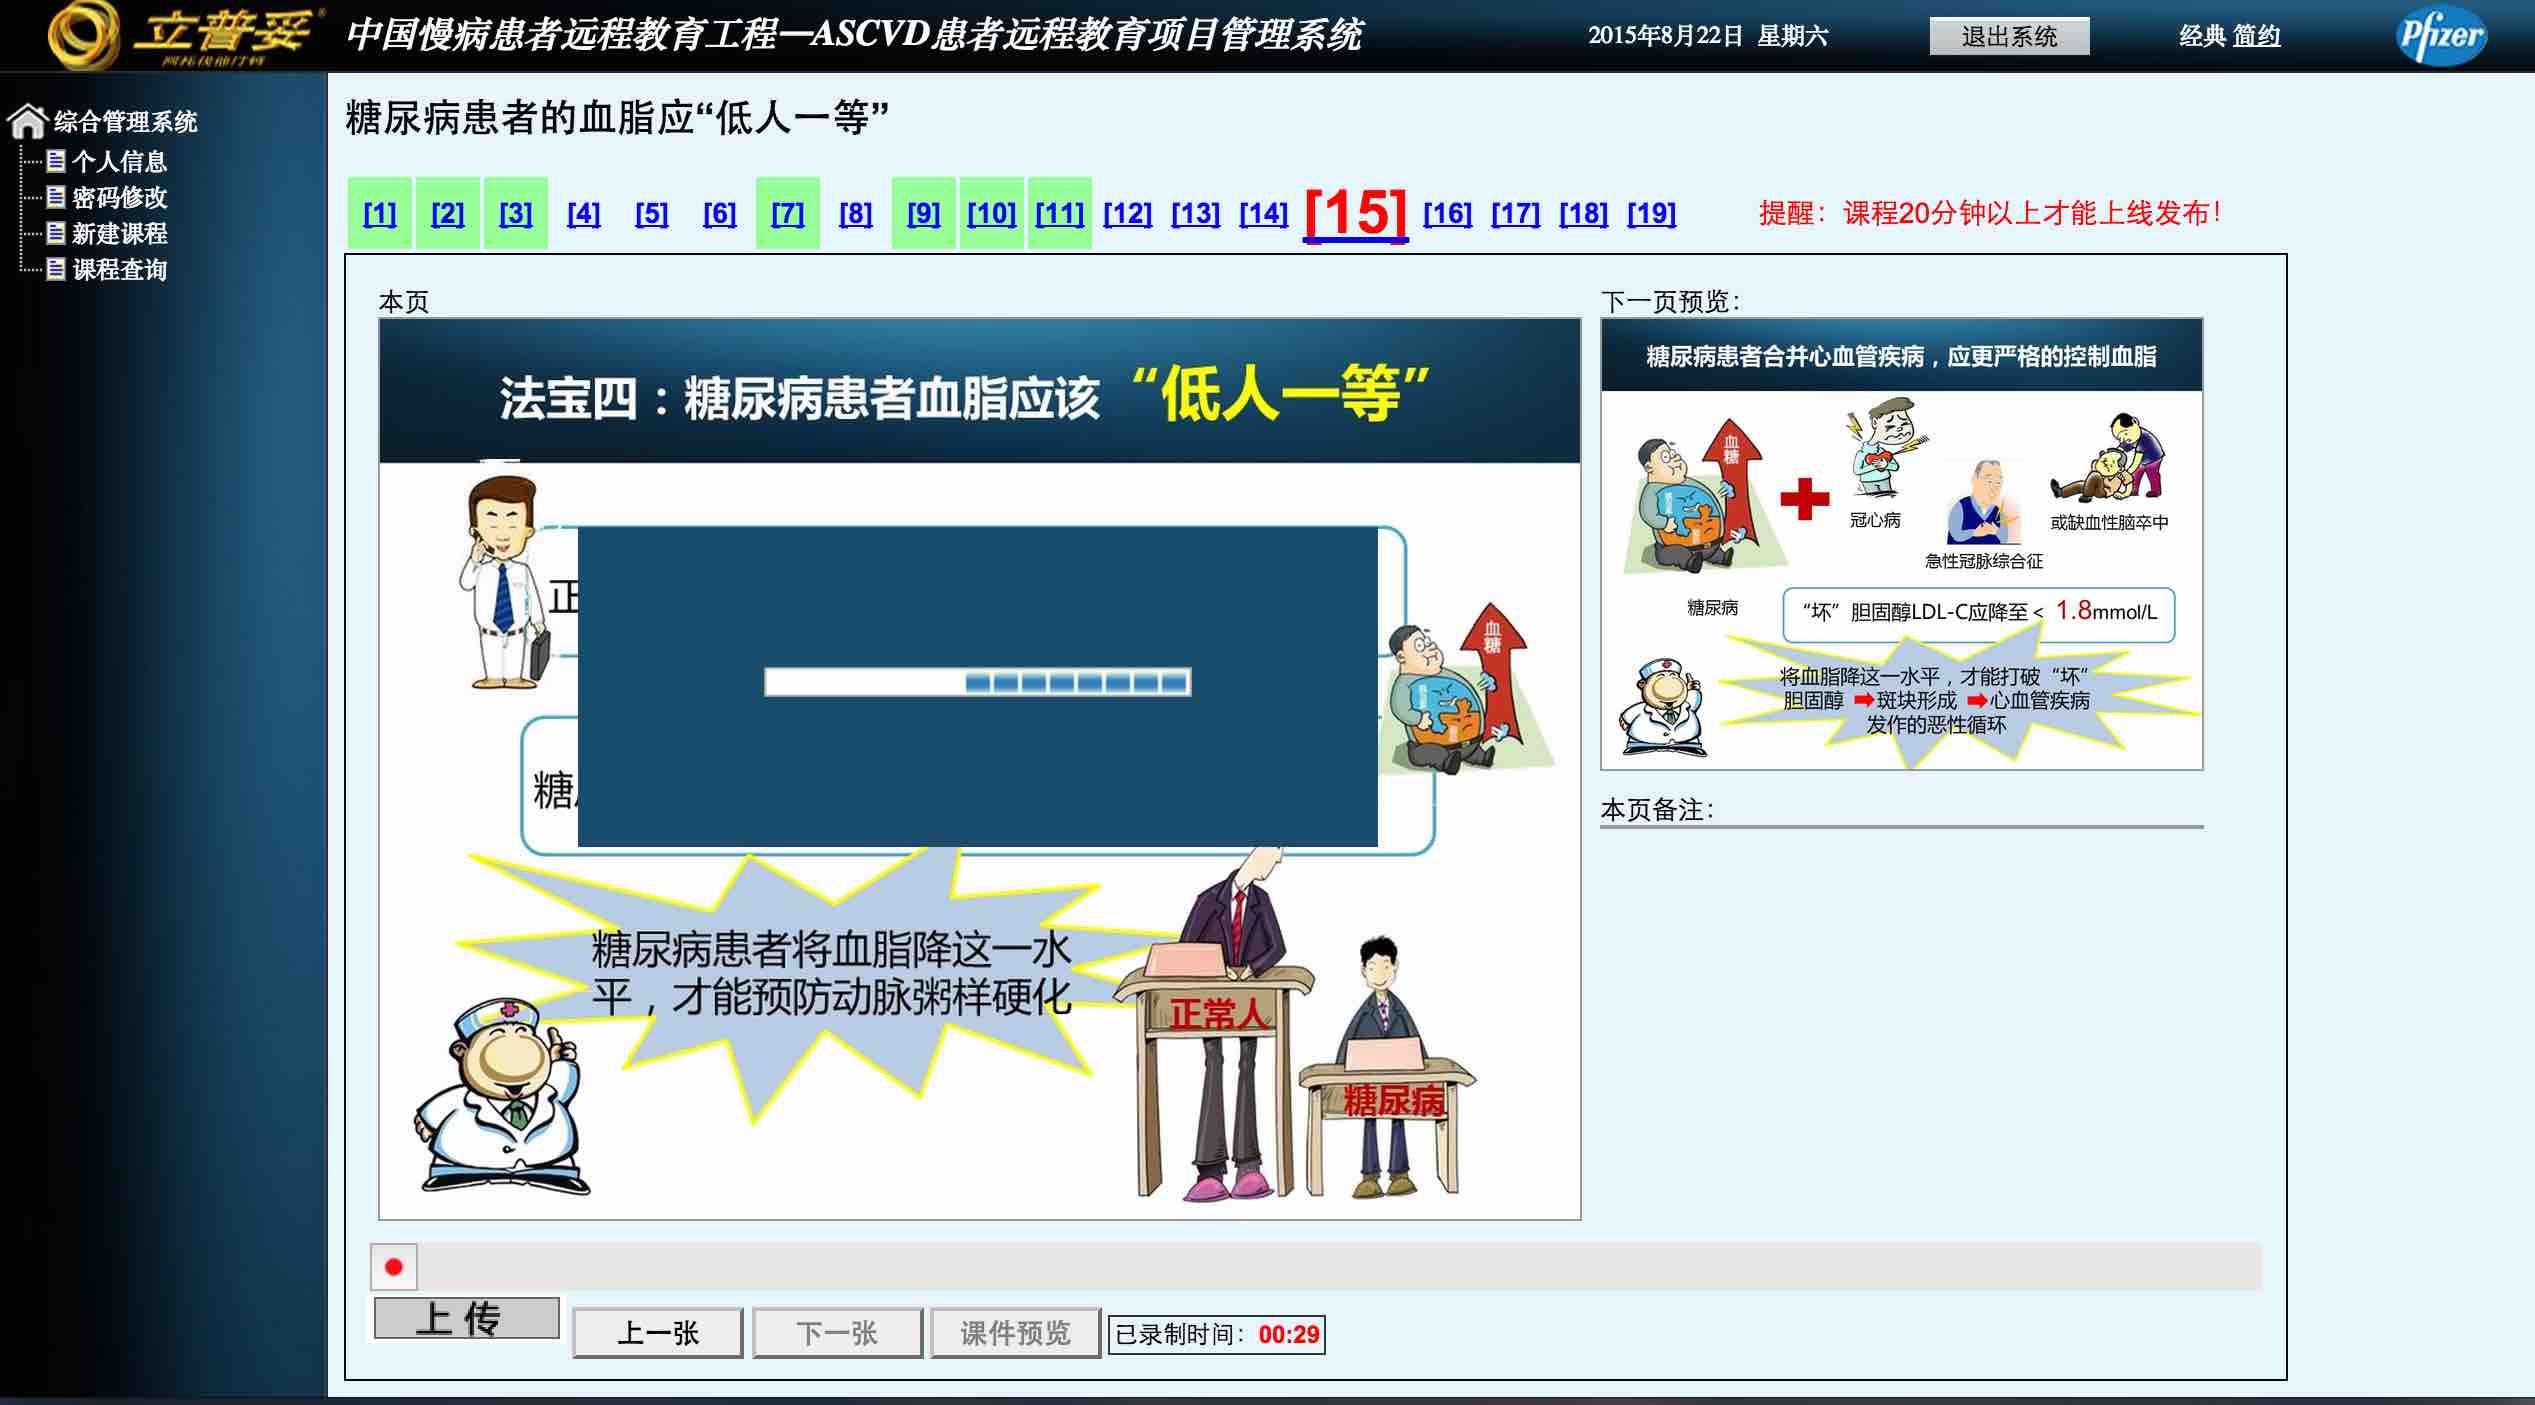 立普妥®
中国慢病患者远程教育工程—ASCVD患者远程教育项目管理系统
2015年8月22日 星期六
退出系统
经典 简约
Pfizer
综合管理系统
个人信息
密码修改
新建课程
课程查询
糖尿病患者的血脂应“低人一等”
[1] [2] [3] [4] [5] [6] [7] [8] [9] [10] [11] [12] [13] [14] [15] [16] [17] [18] [19]
提醒：课程20分钟以上才能上线发布！
本页
法宝四：糖尿病患者血脂应该“低人一等”
正
血糖
糖
糖尿病患者将血脂降这一水
平，才能预防动脉粥样硬化
正常人
糖尿病
下一页预览：
糖尿病患者合并心血管疾病，应更严格的控制血脂
血糖
冠心病
急性冠脉综合征
或缺血性脑卒中
糖尿病
“坏”胆固醇LDL-C应降至< 1.8mmol/L
将血脂降这一水平，才能打破“坏”
胆固醇➡斑块形成➡心血管疾病
发作的恶性循环
本页备注：
上 传
上一张
下一张
课件预览
已录制时间：00:29